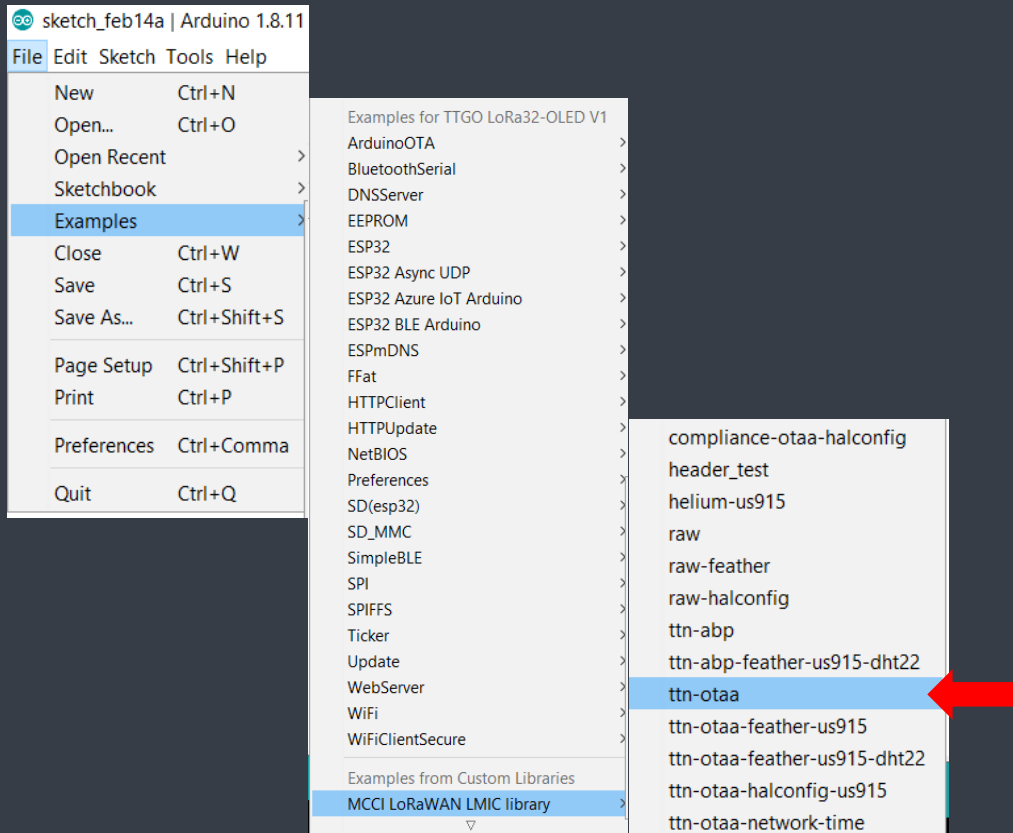 sketch_feb14a | Arduino 1.8.11
File Edit Sketch Tools Help
New Ctrl+N
Open... Ctrl+O
Open Recent
Sketchbook
Examples
Close Ctrl+W
Save Ctrl+S
Save As... Ctrl+Shift+S
Page Setup Ctrl+Shift+P
Print Ctrl+P
Preferences Ctrl+Comma
Quit Ctrl+Q
Examples for TTGO LoRa32-OLED V1
ArduinoOTA
BluetoothSerial
DNSServer
EEPROM
ESP32
ESP32 Async UDP
ESP32 Azure IoT Arduino
ESP32 BLE Arduino
ESPmDNS
FFat
HTTPClient
HTTPUpdate
NetBIOS
Preferences
SD(esp32)
SD_MMC
SimpleBLE
SPI
SPIFFS
Ticker
Update
WebServer
WiFi
WiFiClientSecure
Examples from Custom Libraries
MCCI LoRaWAN LMIC library
compliance-otaa-halconfig
header_test
helium-us915
raw
raw-feather
raw-halconfig
ttn-abp
ttn-abp-feather-us915-dht22
ttn-otaa
ttn-otaa-feather-us915
ttn-otaa-feather-us915-dht22
ttn-otaa-halconfig-us915
ttn-otaa-network-time